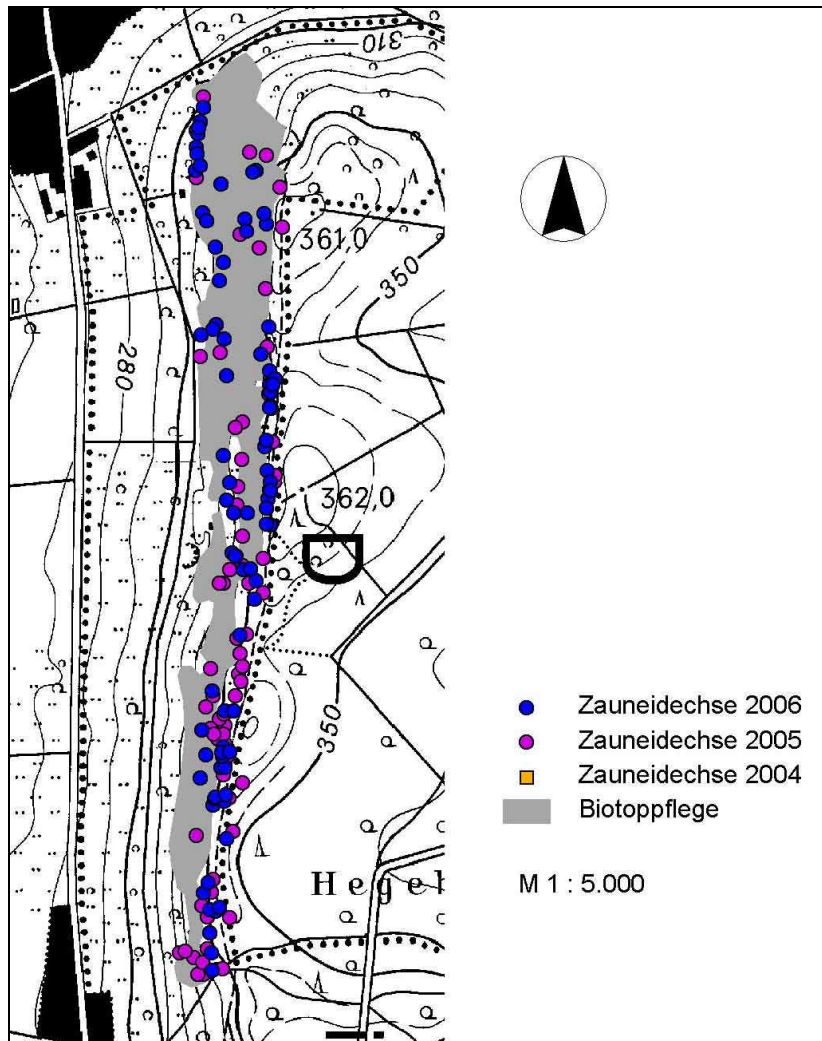 310
361,0
350
280
362,0
350
Zauneidechse 2006
Zauneidechse 2005
Zauneidechse 2004
Biotoppflege
M 1 : 5.000